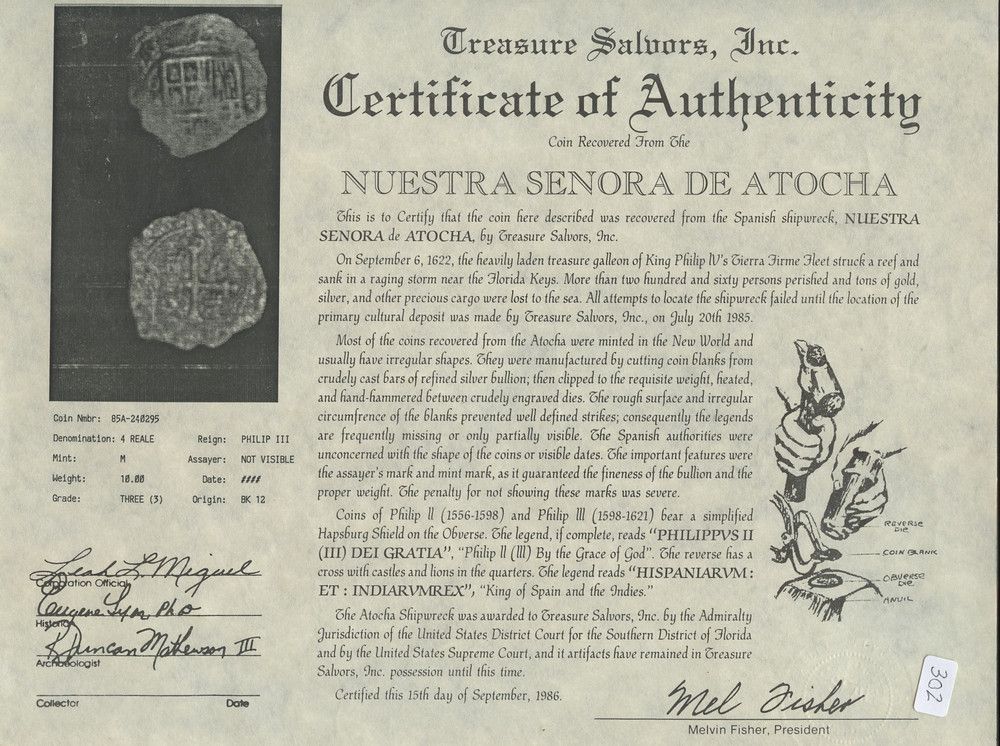 Treasure Salvors, Inc.
Certificate of Authenticity
Coin Recovered From The
NUESTRA SENORA DE ATOCHA
This is to Certify that the coin here described was recovered from the Spanish shipwreck, NUESTRA
SENORA de ATOCHA, by Treasure Salvors, Inc.
On September 6, 1622, the heavily laden treasure galleon of King Philip IV's Tierra Firme Fleet struck a reef and
sank in a raging storm near the Florida Keys. More than two hundred and sixty persons perished and tons of gold,
silver, and other precious cargo were lost to the sea. All attempts to locate the shipwreck failed until the location of the
primary cultural deposit was made by Treasure Salvors, Inc., on July 20th 1985.
Most of the coins recovered from the Atocha were minted in the New World and
usually have irregular shapes. They were manufactured by cutting coin blanks from
crudely cast bars of refined silver bullion; then clipped to the requisite weight, heated,
and hand-hammered between crudely engraved dies. The rough surface and irregular
circumfrence of the blanks prevented well defined strikes; consequently the legends
are frequently missing or only partially visible. The Spanish authorities were
unconcerned with the shape of the coins or visible dates. The important features were
the assayer's mark and mint mark, as it guaranteed the fineness of the bullion and the
proper weight. The penalty for not showing these marks was severe.
Coins of Philip II (1556-1598) and Philip III (1598-1621) bear a simplified
Hapsburg Shield on the Obverse. The legend, if complete, reads "PHILIPPVS II
(III) DEI GRATIA", "Philip II (III) By the Grace of God". The reverse has a
cross with castles and lions in the quarters. The legend reads "HISPANIARVM :
ET : INDIARVMREX", "King of Spain and the Indies."
The Atocha Shipwreck was awarded to Treasure Salvors, Inc. by the Admiralty
Jurisdiction of the United States District Court for the Southern District of Florida
and by the United States Supreme Court, and it artifacts have remained in Treasure
Salvors, Inc. possession until this time.
Certified this 15th day of September, 1986.
REVERSE
DIE
COIN BLANK
OBVERSE
DIE
ANVIL
Coin Nmbr: 85A-240295
Denomination: 4 REALE Reign: PHILIP III
Mint: M Assayer: NOT VISIBLE
Weight: 10.00 Date: ####
Grade: THREE (3) Origin: BK 12
Leah L. Miguel
Corporation Official
Eugene Lyon PhD
Historian
R Duncan Mathewson III
Archaeologist
Collector Date
Mel Fisher
Melvin Fisher, President
302